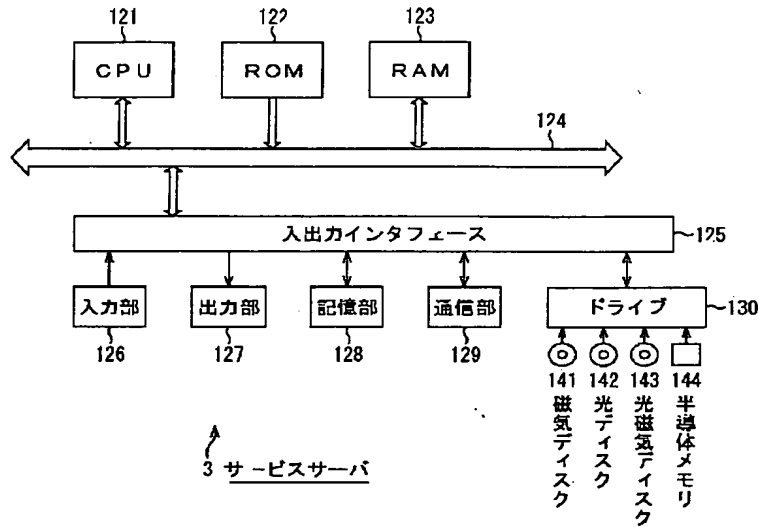 121
122
123
CPU
ROM
RAM
124
入出力インタフェース
125
入力部
出力部
記憶部
通信部
ドライブ
130
126
127
128
129
141
142
143
144
磁気ディスク
光ディスク
光磁気ディスク
半導体メモリ
3 サービスサーバ